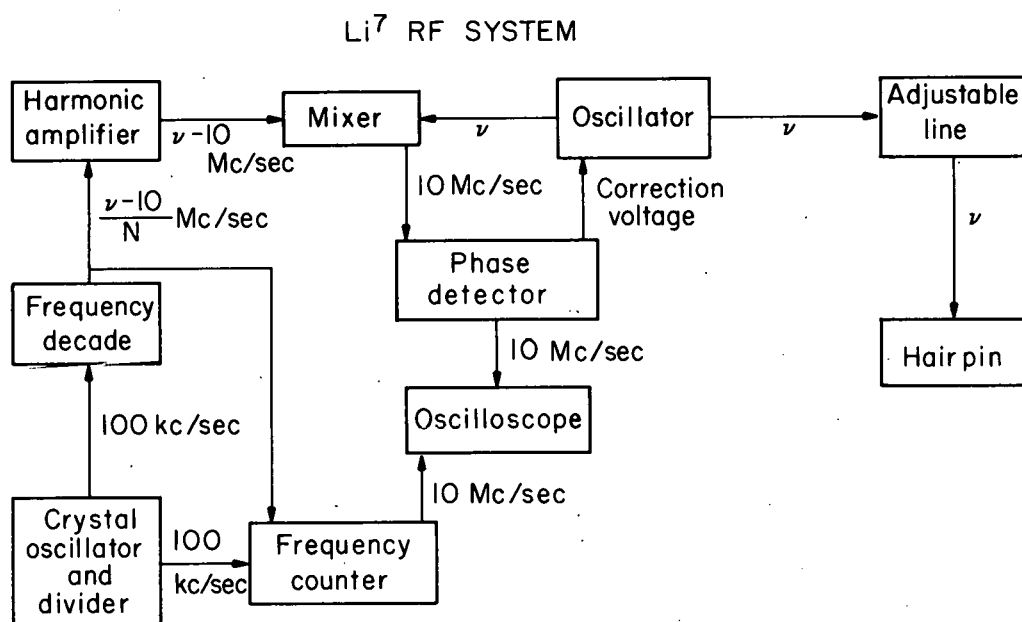 Li⁷ RF SYSTEM
Harmonic
amplifier
ν-10
Mc/sec
Mixer
ν
Oscillator
ν
Adjustable
line
10 Mc/sec
Correction
voltage
ν-10
N
Mc/sec
ν
Phase
detector
Frequency
decade
10 Mc/sec
Hairpin
Oscilloscope
100 kc/sec
10 Mc/sec
Crystal
oscillator
and
divider
100
kc/sec
Frequency
counter